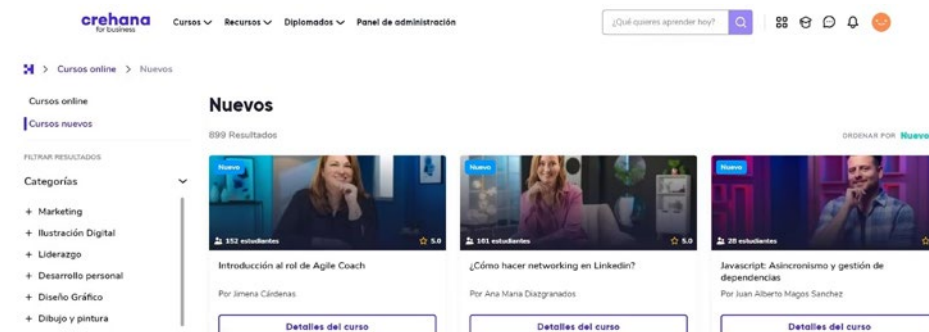 crehana
for business
Cursos Recursos Diplomados Panel de administración
¿Qué quieres aprender hoy?
> Cursos online > Nuevos
Cursos online
Cursos nuevos
FILTRAR RESULTADOS
Categorías
+ Marketing
+ Ilustración Digital
+ Liderazgo
+ Desarrollo personal
+ Diseño Gráfico
+ Dibujo y pintura
Nuevos
899 Resultados
ORDENAR POR Nuevo
Nuevo
152 estudiantes 5.0
Introducción al rol de Agile Coach
Por Jimena Cárdenas
Detalles del curso
Nuevo
101 estudiantes 5.0
¿Cómo hacer networking en Linkedin?
Por Ana Maria Diazgranados
Detalles del curso
Nuevo
28 estudiantes
Javascript: Asincronismo y gestión de
dependencias
Por Juan Alberto Magos Sanchez
Detalles del curso